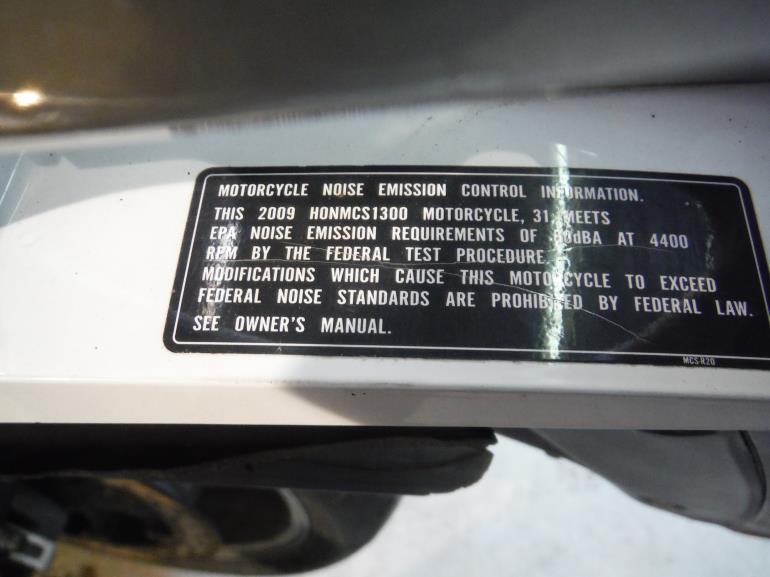 MOTORCYCLE NOISE EMISSION CONTROL INFORMATION.
THIS 2009 HONMCS1300 MOTORCYCLE, 31, MEETS
EPA NOISE EMISSION REQUIREMENTS OF 80dBA AT 4400
RPM BY THE FEDERAL TEST PROCEDURE.
MODIFICATIONS WHICH CAUSE THIS MOTORCYCLE TO EXCEED
FEDERAL NOISE STANDARDS ARE PROHIBITED BY FEDERAL LAW.
SEE OWNER'S MANUAL.
MCS-R20